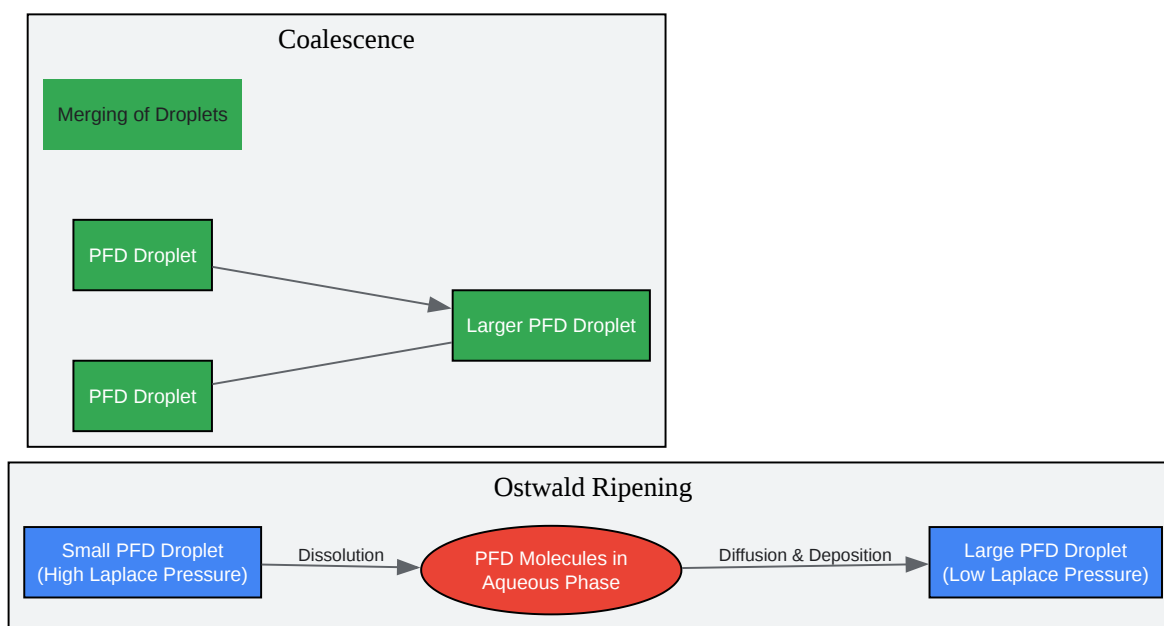 Coalescence
Merging of Droplets
PFD Droplet
Larger PFD Droplet
PFD Droplet
Ostwald Ripening
Small PFD Droplet
(High Laplace Pressure)
Dissolution
PFD Molecules in
Aqueous Phase
Diffusion & Deposition
Large PFD Droplet
(Low Laplace Pressure)